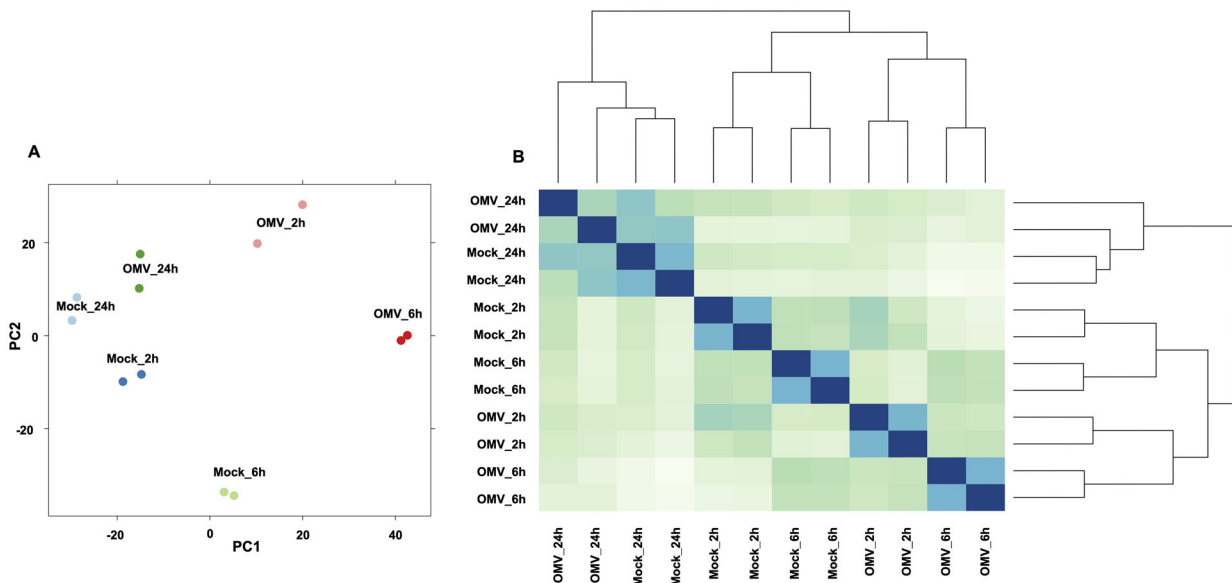 A
B
OMV_2h
OMV_24h
Mock_24h
OMV_6h
Mock_2h
Mock_6h
PC2
20
0
-20
-20
0
20
40
PC1
OMV_24h
OMV_24h
Mock_24h
Mock_24h
Mock_2h
Mock_2h
Mock_6h
Mock_6h
OMV_2h
OMV_2h
OMV_6h
OMV_6h
OMV_24h
OMV_24h
Mock_24h
Mock_24h
Mock_2h
Mock_2h
Mock_6h
Mock_6h
OMV_2h
OMV_2h
OMV_6h
OMV_6h